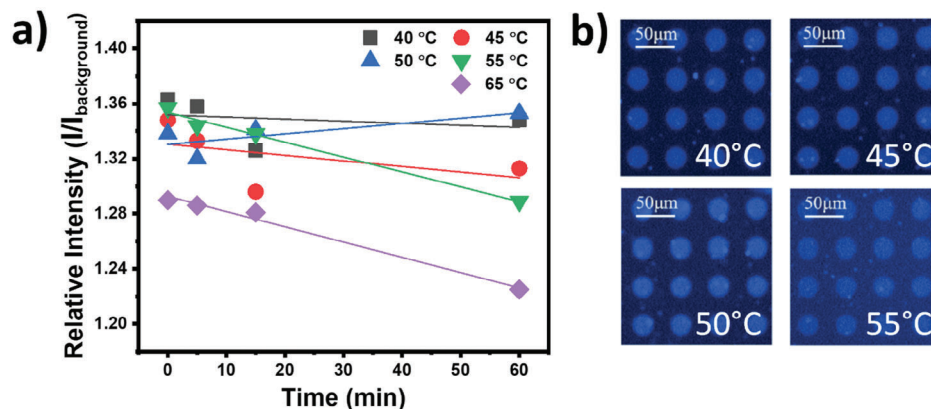 a)
Relative Intensity (I/I_background)
1.40
1.36
1.32
1.28
1.24
1.20
40 °C 45 °C
50 °C 55 °C
65 °C
0 10 20 30 40 50 60
Time (min)
b)
50μm 50μm
40°C 45°C
50μm 50μm
50°C 55°C